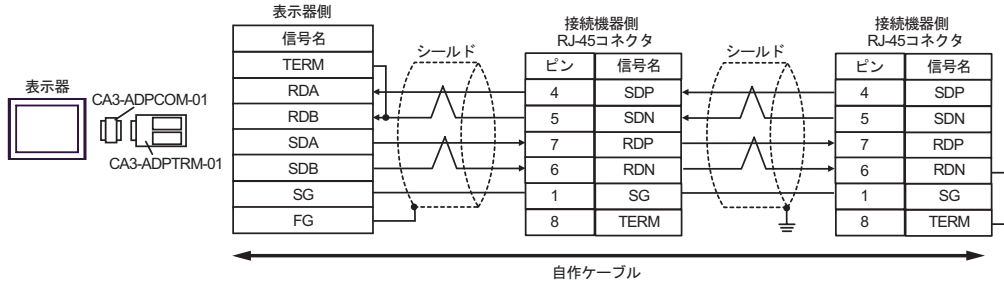 表示器
CA3-ADPCOM-01
CA3-ADPTRM-01
表示器側
信号名
TERM
RDA
RDB
SDA
SDB
SG
FG
シールド
接続機器側
RJ-45コネクタ
ピン 信号名
4 SDP
5 SDN
7 RDP
6 RDN
1 SG
8 TERM
シールド
接続機器側
RJ-45コネクタ
ピン 信号名
4 SDP
5 SDN
7 RDP
6 RDN
1 SG
8 TERM
自作ケーブル